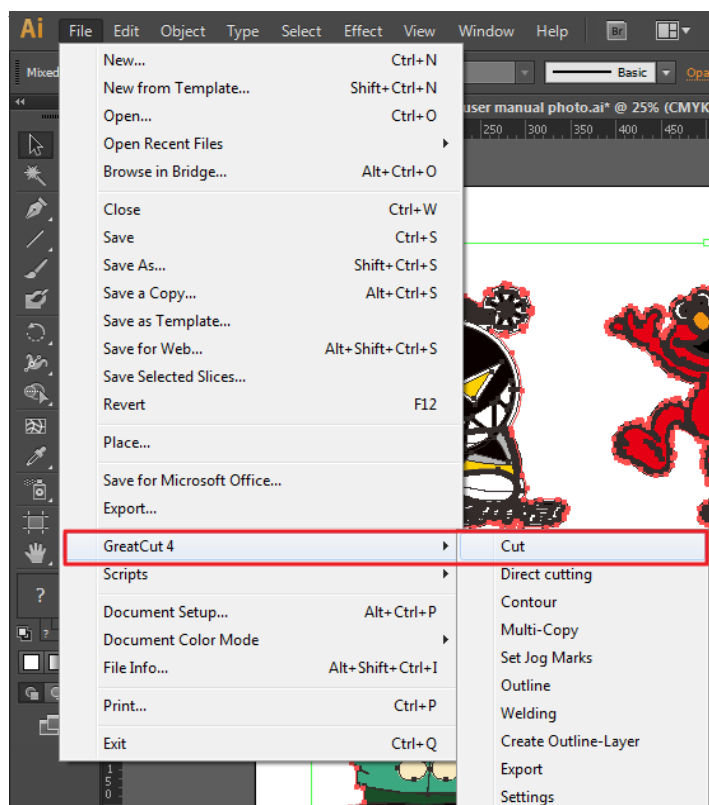 Ai File Edit Object Type Select Effect View Window Help Br
Mixed Basic Opa
user manual photo.ai* @ 25% (CMYK
250 300 350 400 450
New... Ctrl+N
New from Template... Shift+Ctrl+N
Open... Ctrl+O
Open Recent Files
Browse in Bridge... Alt+Ctrl+O
Close Ctrl+W
Save Ctrl+S
Save As... Shift+Ctrl+S
Save a Copy... Alt+Ctrl+S
Save as Template...
Save for Web... Alt+Shift+Ctrl+S
Save Selected Slices...
Revert F12
Place...
Save for Microsoft Office...
Export...
GreatCut 4 Cut
Scripts Direct cutting
? Contour
Document Setup... Alt+Ctrl+P
Multi-Copy
Document Color Mode
Set Jog Marks
File Info... Alt+Shift+Ctrl+I
Outline
Print... Ctrl+P
Welding
Create Outline-Layer
Exit Ctrl+Q
Export
Settings
1
5
0